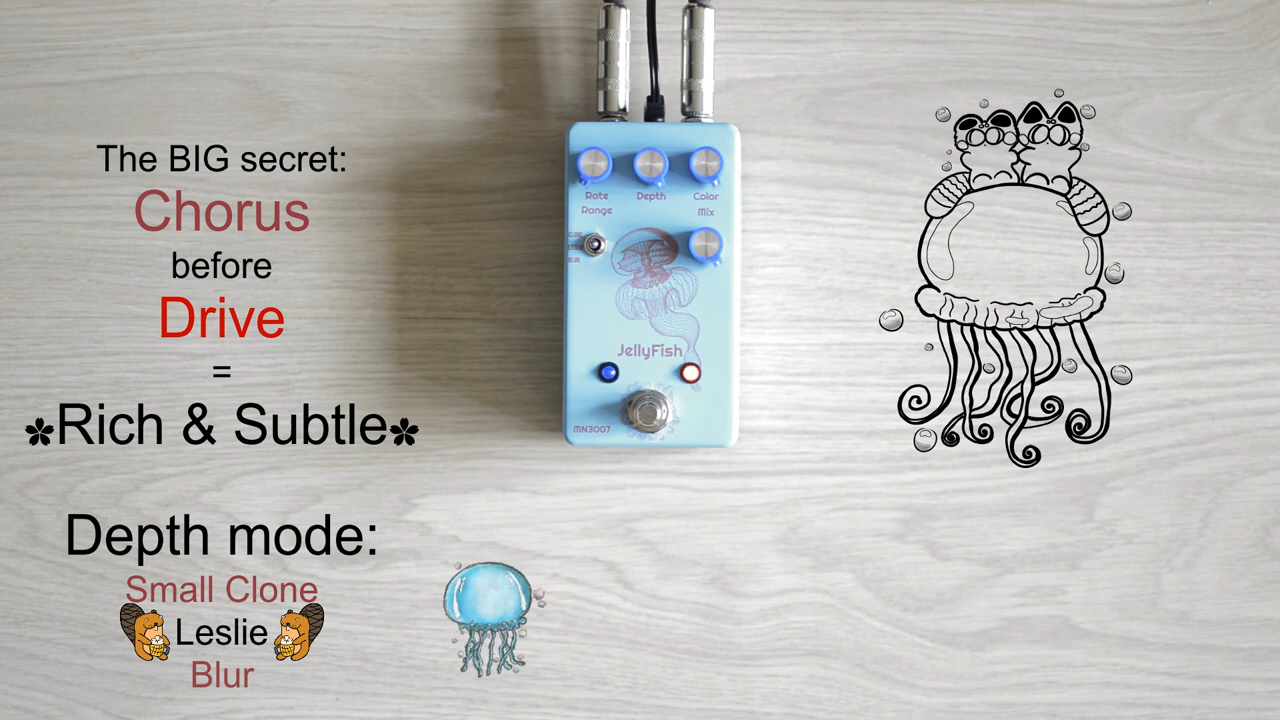 The BIG secret:
Chorus
before
Drive
=
Rich & Subtle
Depth mode:
Small Clone
Leslie
Blur
Rate
Depth
Color
Range
Mix
JellyFish
MN3007